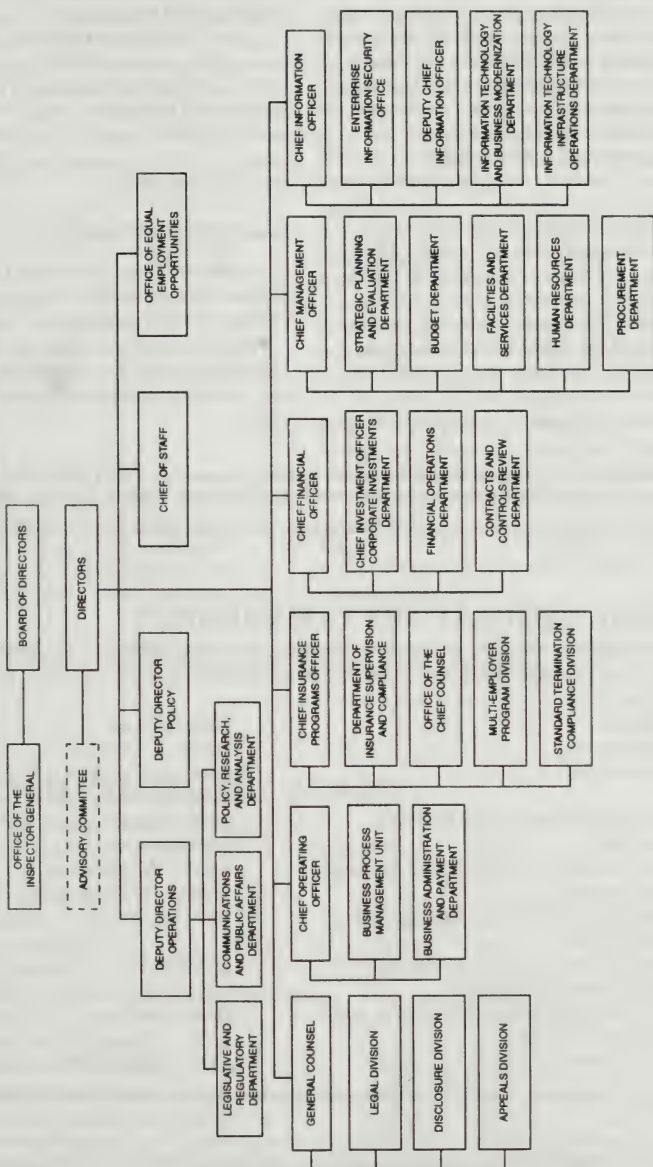 BOARD OF DIRECTORS
OFFICE OF THE
INSPECTOR GENERAL
DIRECTORS
ADVISORY COMMITTEE
DEPUTY DIRECTOR
OPERATIONS
DEPUTY DIRECTOR
POLICY
CHIEF OF STAFF
OFFICE OF EQUAL
EMPLOYMENT
OPPORTUNITIES
LEGISLATIVE AND
REGULATORY
DEPARTMENT
COMMUNICATIONS
AND PUBLIC AFFAIRS
DEPARTMENT
POLICY, RESEARCH,
AND ANALYSIS
DEPARTMENT
GENERAL COUNSEL
LEGAL DIVISION
DISCLOSURE DIVISION
APPEALS DIVISION
CHIEF OPERATING
OFFICER
BUSINESS PROCESS
MANAGEMENT UNIT
BUSINESS ADMINISTRATION
AND PAYMENT
DEPARTMENT
CHIEF INSURANCE
PROGRAMS OFFICER
DEPARTMENT OF
INSURANCE SUPERVISION
AND COMPLIANCE
OFFICE OF THE
CHIEF COUNSEL
MULTI-EMPLOYER
PROGRAM DIVISION
STANDARD TERMINATION
COMPLIANCE DIVISION
CHIEF FINANCIAL
OFFICER
CHIEF INVESTMENT OFFICER
CORPORATE INVESTMENTS
DEPARTMENT
FINANCIAL OPERATIONS
DEPARTMENT
CONTRACTS AND
CONTROLS REVIEW
DEPARTMENT
CHIEF MANAGEMENT
OFFICER
STRATEGIC PLANNING
AND EVALUATION
DEPARTMENT
BUDGET DEPARTMENT
FACILITIES AND
SERVICES DEPARTMENT
HUMAN RESOURCES
DEPARTMENT
PROCUREMENT
DEPARTMENT
CHIEF INFORMATION
OFFICER
ENTERPRISE
INFORMATION SECURITY
OFFICE
DEPUTY CHIEF
INFORMATION OFFICER
INFORMATION TECHNOLOGY
AND BUSINESS MODERNIZATION
DEPARTMENT
INFORMATION TECHNOLOGY
INFRASTRUCTURE
OPERATIONS DEPARTMENT